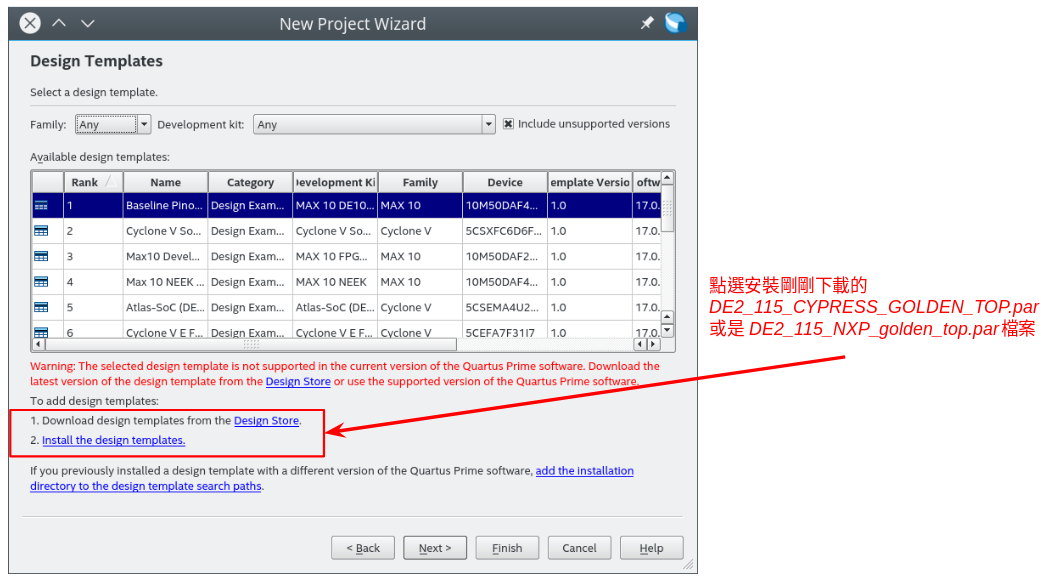 New Project Wizard
Design Templates
Select a design template.
Family: Any Development kit: Any Include unsupported versions
Available design templates:
Rank Name Category evelopment Ki Family Device emplate Versio oftw
1 Baseline Pino... Design Exam... MAX 10 DE10... MAX 10 10M50DAF4... 1.0 17.0.
2 Cyclone V So... Design Exam... Cyclone V So... Cyclone V 5CSXFC6D6F... 1.0 17.0.
3 Max10 Devel... Design Exam... MAX 10 FPG... MAX 10 10M50DAF2... 1.0 17.0.
4 Max 10 NEEK ... Design Exam... MAX 10 NEEK MAX 10 10M50DAF4... 1.0 17.0.
5 Atlas-SoC (DE... Design Exam... Atlas-SoC (DE... Cyclone V 5CSEMA4U2... 1.0 17.0.
6 Cyclone V E F... Design Exam... Cyclone V E F... Cyclone V 5CEFA7F31I7 1.0 17.0.
Warning: The selected design template is not supported in the current version of the Quartus Prime software. Download the
latest version of the design template from the Design Store or use the supported version of the Quartus Prime software.
To add design templates:
1. Download design templates from the Design Store.
2. Install the design templates.
If you previously installed a design template with a different version of the Quartus Prime software, add the installation
directory to the design template search paths.
< Back Next > Finish Cancel Help
點選安裝剛剛下載的
DE2_115_CYPRESS_GOLDEN_TOP.par
或是 DE2_115_NXP_golden_top.par檔案